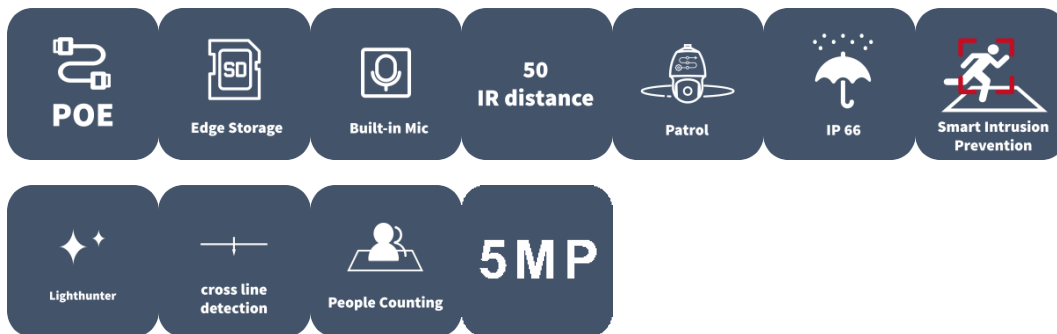 POE
SD
Edge Storage
Built-in Mic
50
IR distance
Patrol
IP 66
Smart Intrusion
Prevention
Lighthunter
cross line
detection
People Counting
5MP